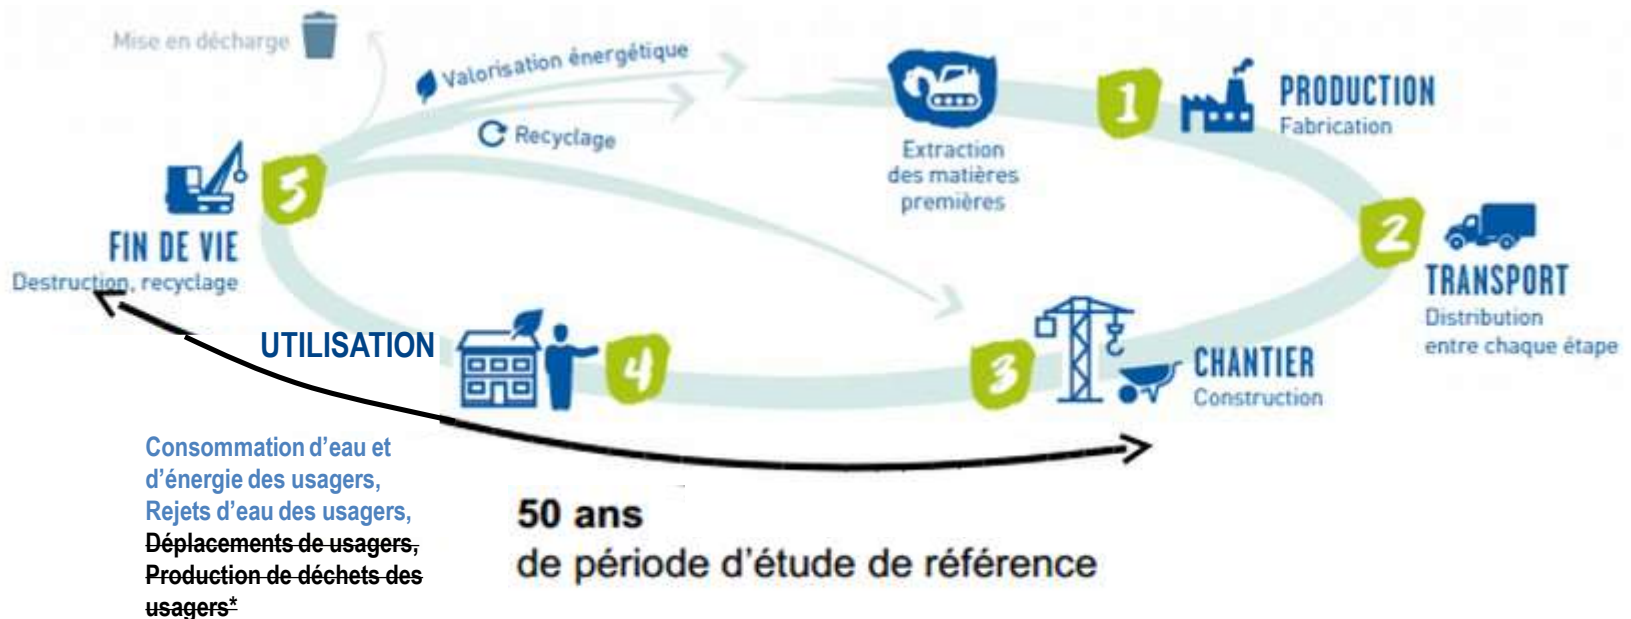 Mise en décharge
Valorisation énergétique
Recyclage
Extraction
des matières
premières
1
PRODUCTION
Fabrication
2
TRANSPORT
Distribution
entre chaque étape
3
CHANTIER
Construction
4
UTILISATION
5
FIN DE VIE
Destruction, recyclage
Consommation d'eau et
d'énergie des usagers,
Rejets d'eau des usagers,
Déplacements de usagers,
Production de déchets des
usagers*
50 ans
de période d'étude de référence